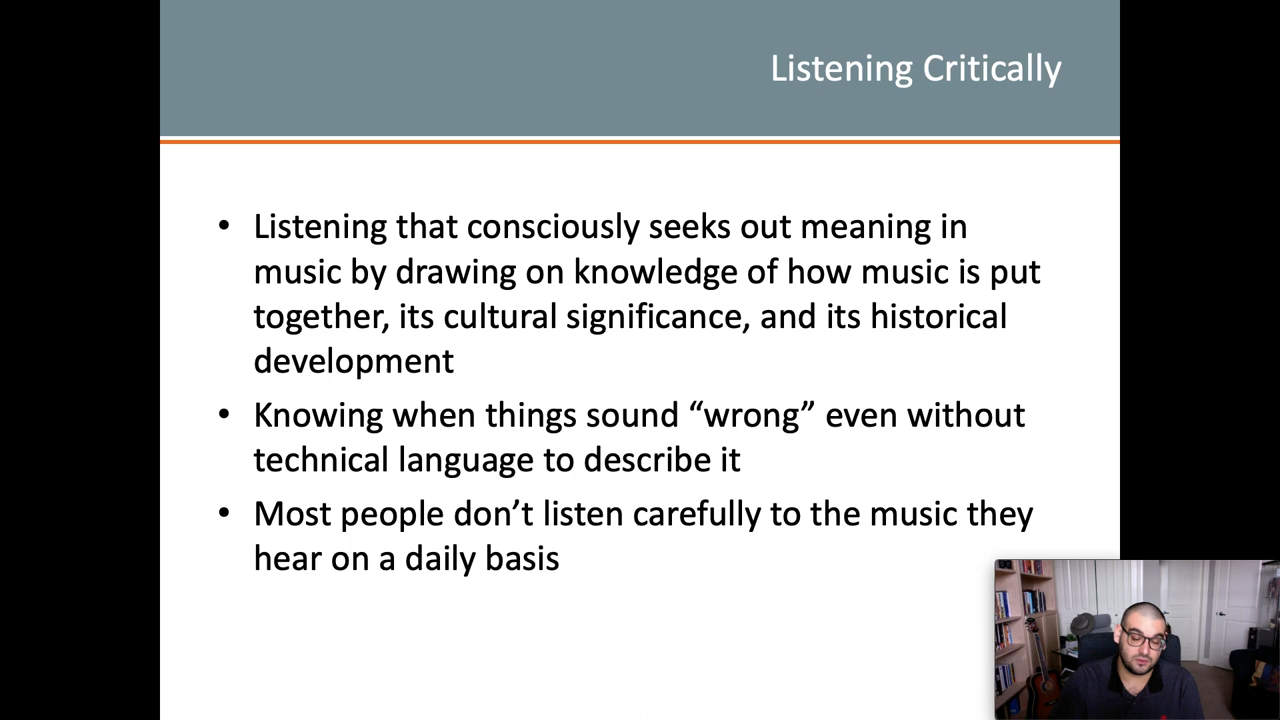 Listening Critically
• Listening that consciously seeks out meaning in
music by drawing on knowledge of how music is put
together, its cultural significance, and its historical
development
• Knowing when things sound “wrong” even without
technical language to describe it
• Most people don’t listen carefully to the music they
hear on a daily basis